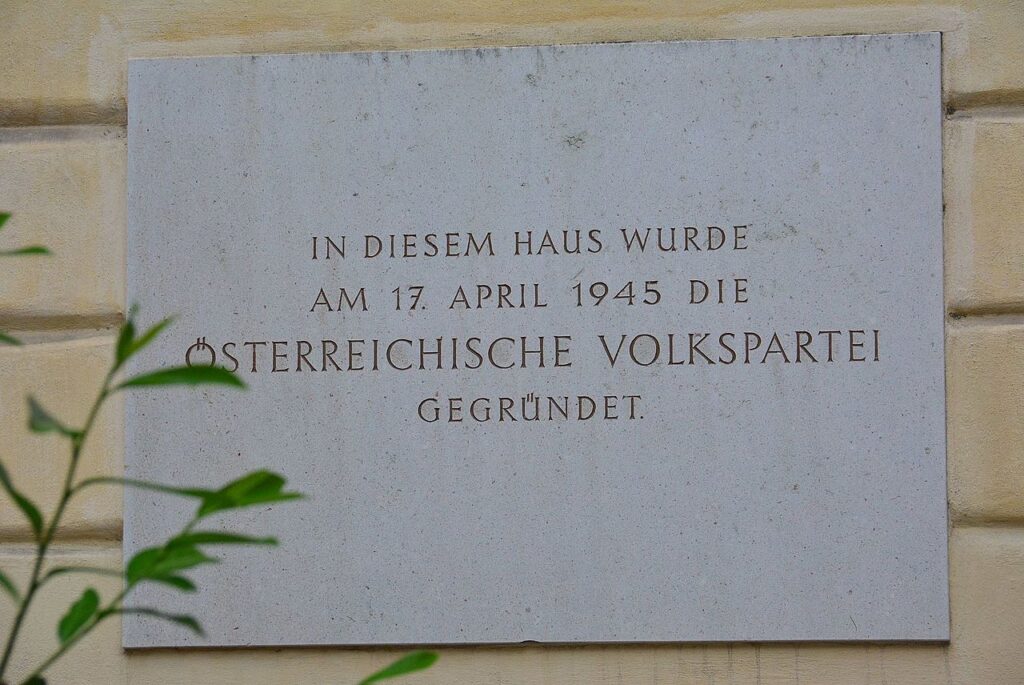 IN DIESEM HAUS WURDE
AM 17. APRIL 1945 DIE
ÖSTERREICHISCHE VOLKSPARTEI
GEGRÜNDET.